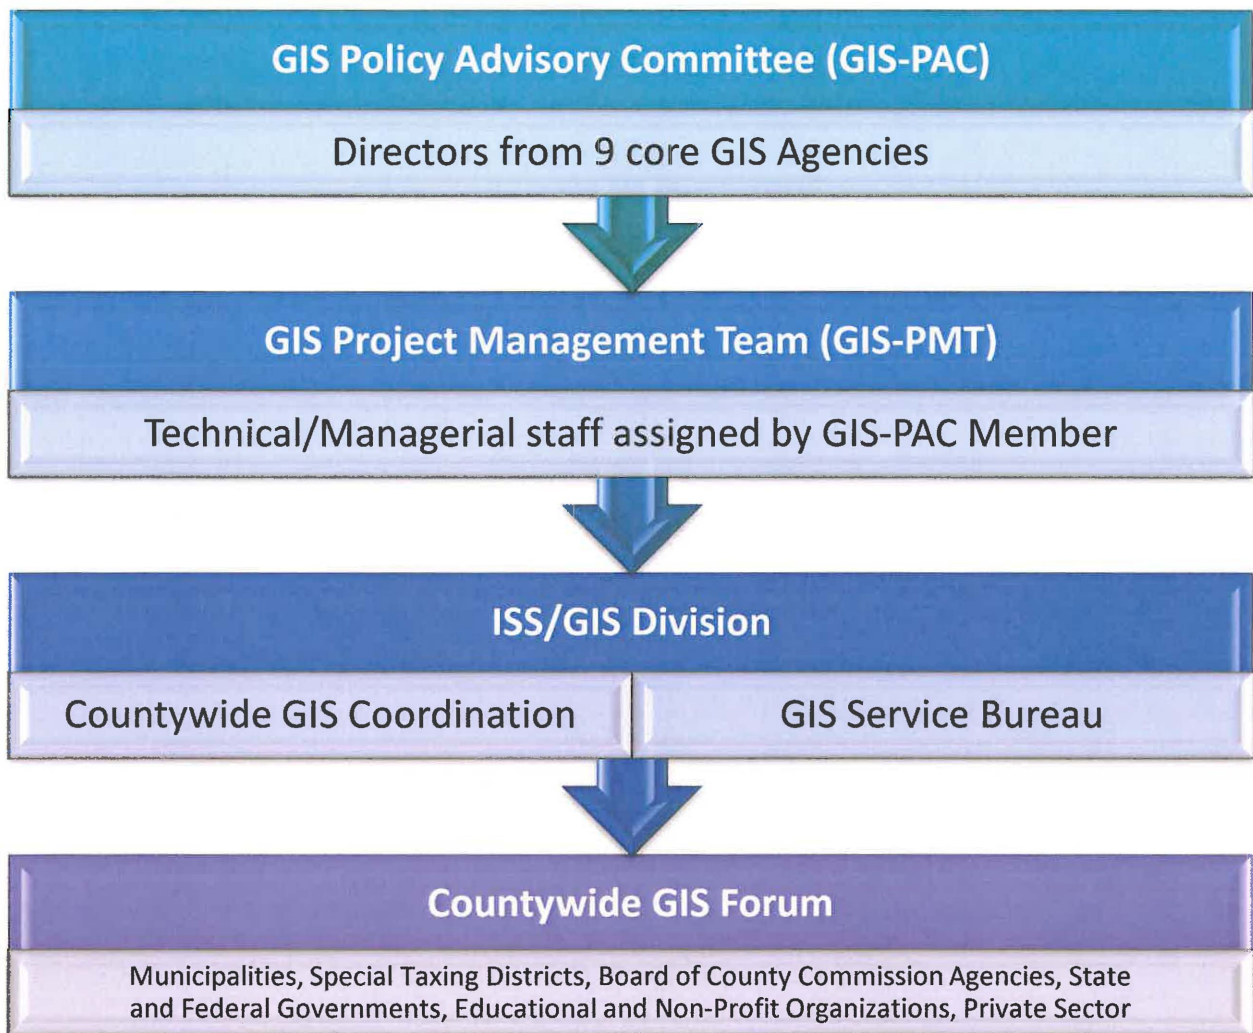 GIS Policy Advisory Committee (GIS-PAC)
Directors from 9 core GIS Agencies
GIS Project Management Team (GIS-PMT)
Technical/Managerial staff assigned by GIS-PAC Member
ISS/GIS Division
Countywide GIS Coordination
GIS Service Bureau
Countywide GIS Forum
Municipalities, Special Taxing Districts, Board of County Commission Agencies, State
and Federal Governments, Educational and Non-Profit Organizations, Private Sector